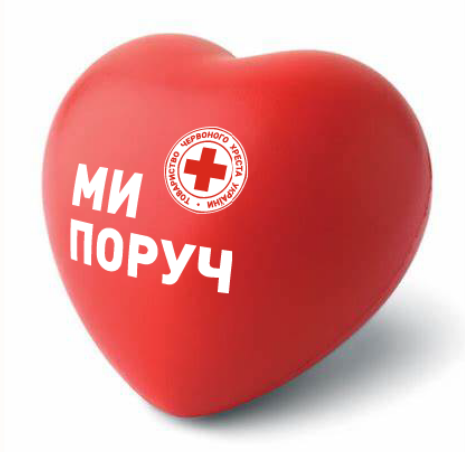 ТОВАРИСТВО ЧЕРВОНОГО ХРЕСТА УКРАЇНИ •
МИ
ПОРУЧ